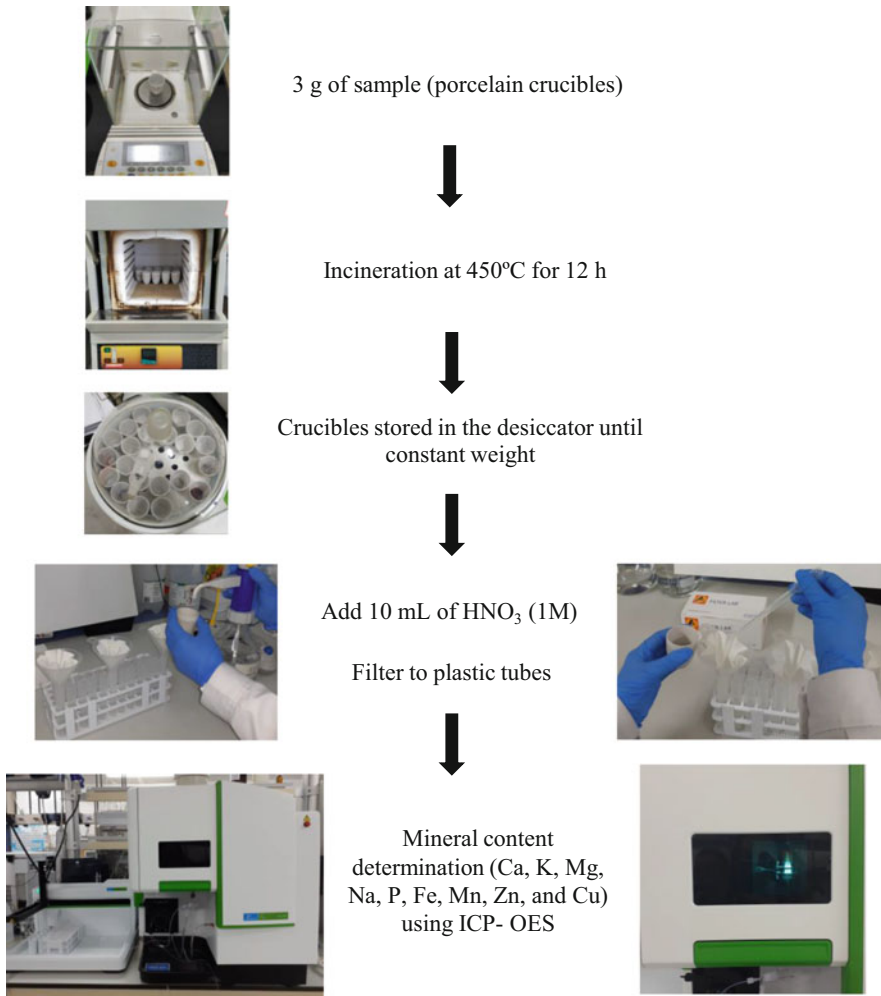 3 g of sample (porcelain crucibles)
Incineration at 450ºC for 12 h
Crucibles stored in the desiccator until
constant weight
Add 10 mL of HNO₃ (1M)
Filter to plastic tubes
Mineral content
determination (Ca, K, Mg,
Na, P, Fe, Mn, Zn, and Cu)
using ICP- OES